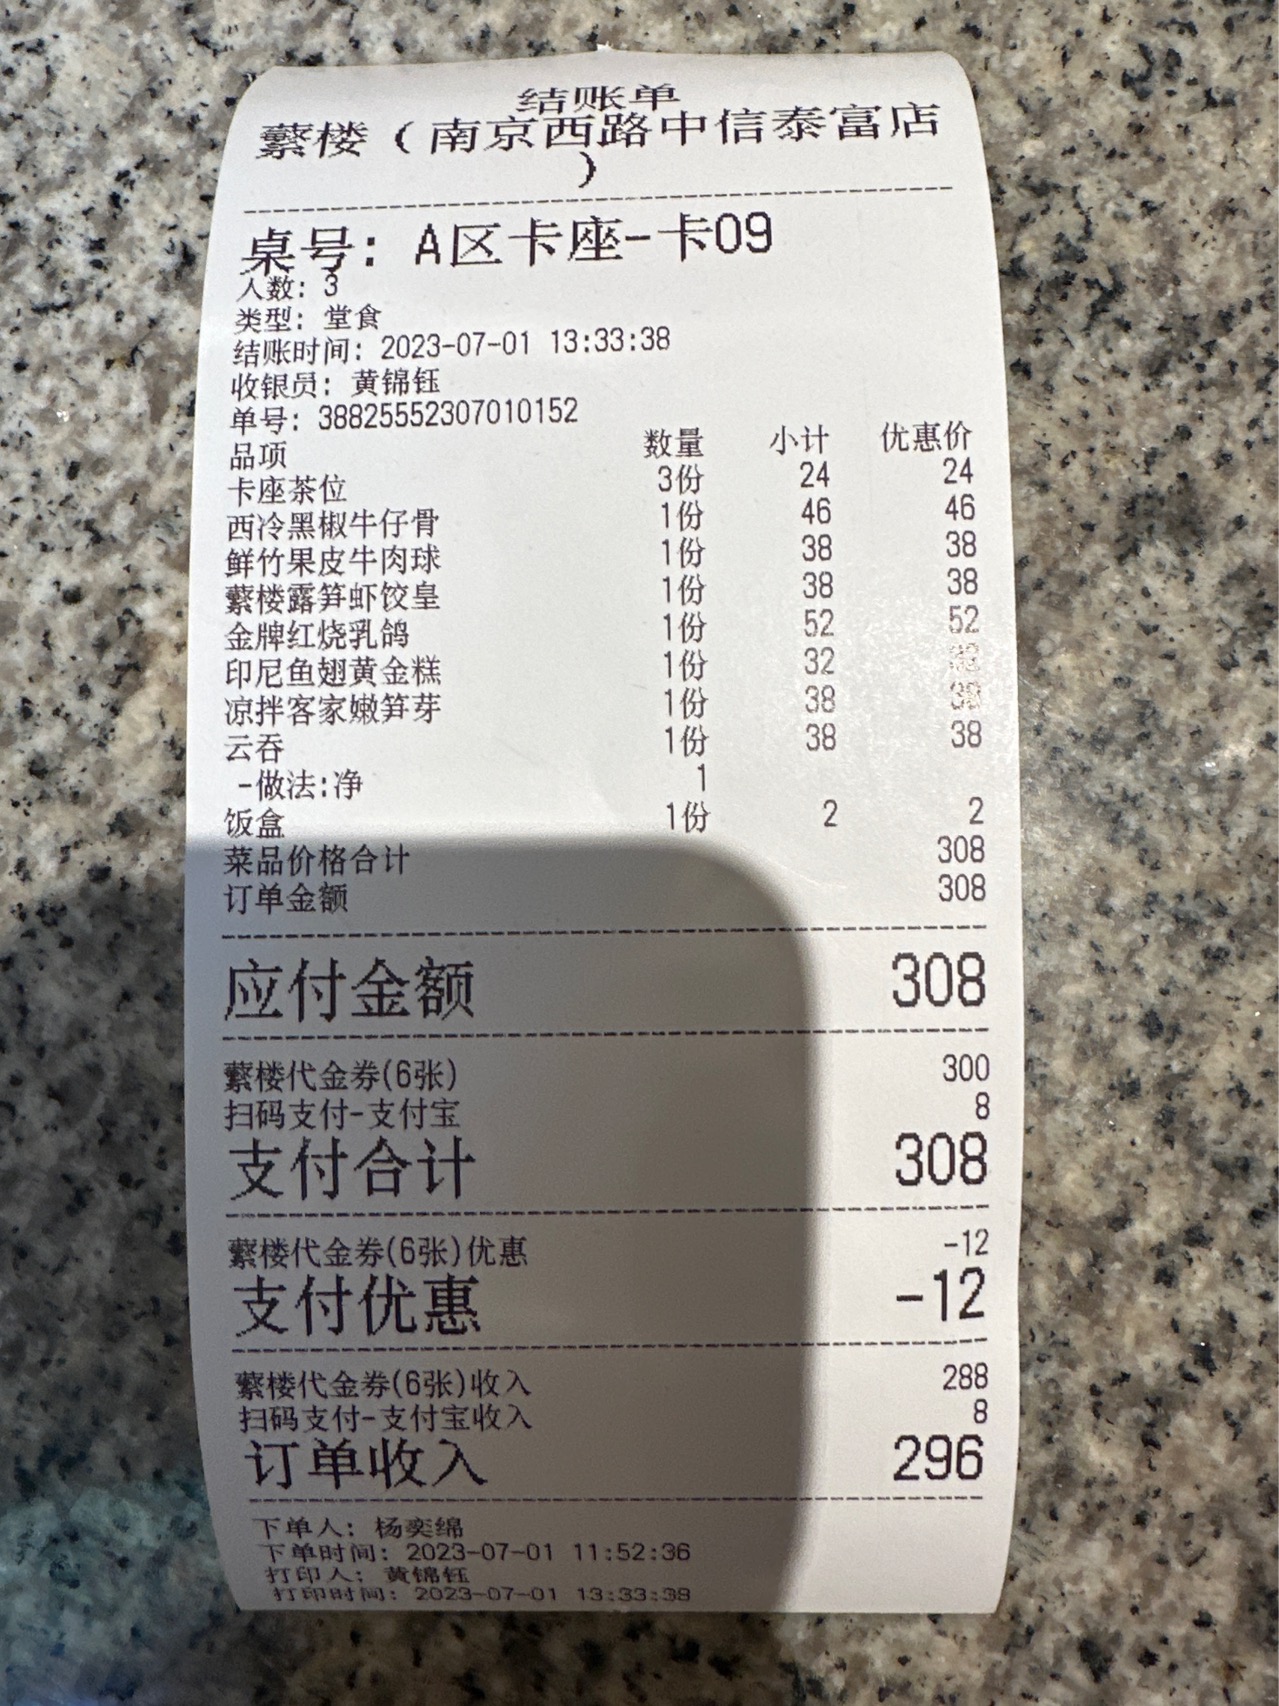 结账单
蘩楼（南京西路中信泰富店
）
桌号: A区卡座-卡09
人数: 3
类型: 堂食
结账时间: 2023-07-01 13:33:38
收银员: 黄锦钰
单号: 38825552307010152
品项 数量 小计 优惠价
卡座茶位 3份 24 24
西冷黑椒牛仔骨 1份 46 46
鲜竹果皮牛肉球 1份 38 38
蘩楼露笋虾饺皇 1份 38 38
金牌红烧乳鸽 1份 52 52
印尼鱼翅黄金糕 1份 32 32
凉拌客家嫩笋芽 1份 38 38
云吞 1份 38 38
-做法:净 1
饭盒 1份 2 2
菜品价格合计 308
订单金额 308
应付金额 308
蘩楼代金券(6张) 300
扫码支付-支付宝 8
支付合计 308
蘩楼代金券(6张)优惠 -12
支付优惠 -12
蘩楼代金券(6张)收入 288
扫码支付-支付宝收入 8
订单收入 296
下单人: 杨奕绵
下单时间: 2023-07-01 11:52:36
打印人: 黄锦钰
打印时间: 2023-07-01 13:33:38